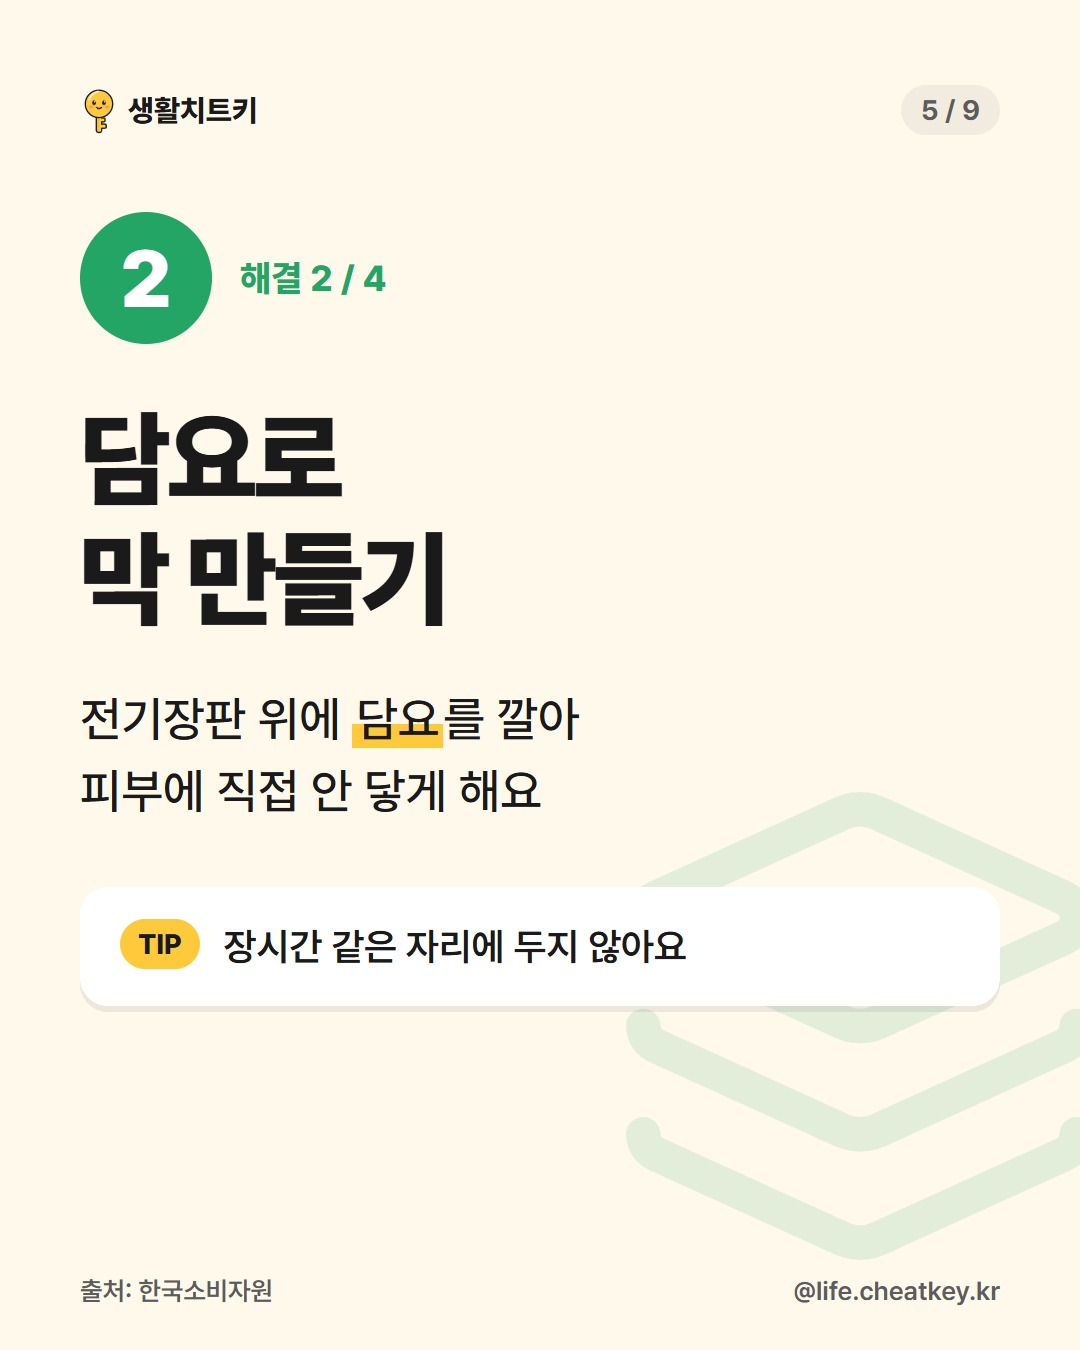 생활치트키
5 / 9
2
해결 2 / 4
담요로
막 만들기
전기장판 위에 담요를 깔아
피부에 직접 안 닿게 해요
TIP 장시간 같은 자리에 두지 않아요
출처: 한국소비자원
@life.cheatkey.kr